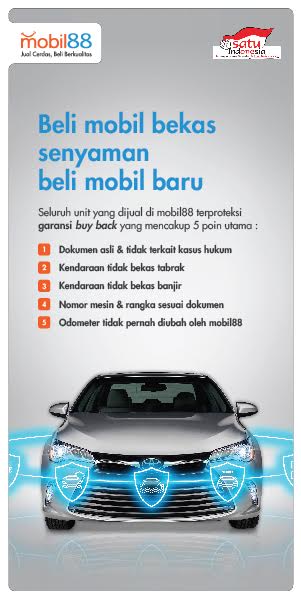 mobil88
Jual Cerdas, Beli Berkualitas
satu
Indonesia
Beli mobil bekas
senyaman
beli mobil baru
Seluruh unit yang dijual di mobil88 terproteksi
garansi buy back yang mencakup 5 poin utama :
1 Dokumen asli & tidak terkait kasus hukum
2 Kendaraan tidak bekas tabrak
3 Kendaraan tidak bekas banjir
4 Nomor mesin & rangka sesuai dokumen
5 Odometer tidak pernah diubah oleh mobil88